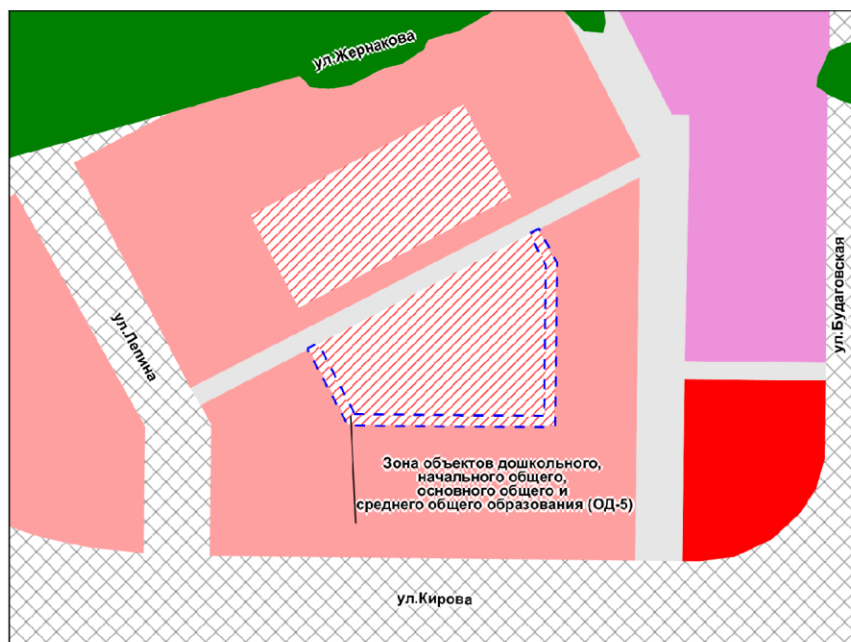 ул.Жернакова
ул.Лепина
ул.Будаговская
Зона объектов дошкольного,
начального общего,
основного общего и
среднего общего образования (ОД-5)
ул.Кирова